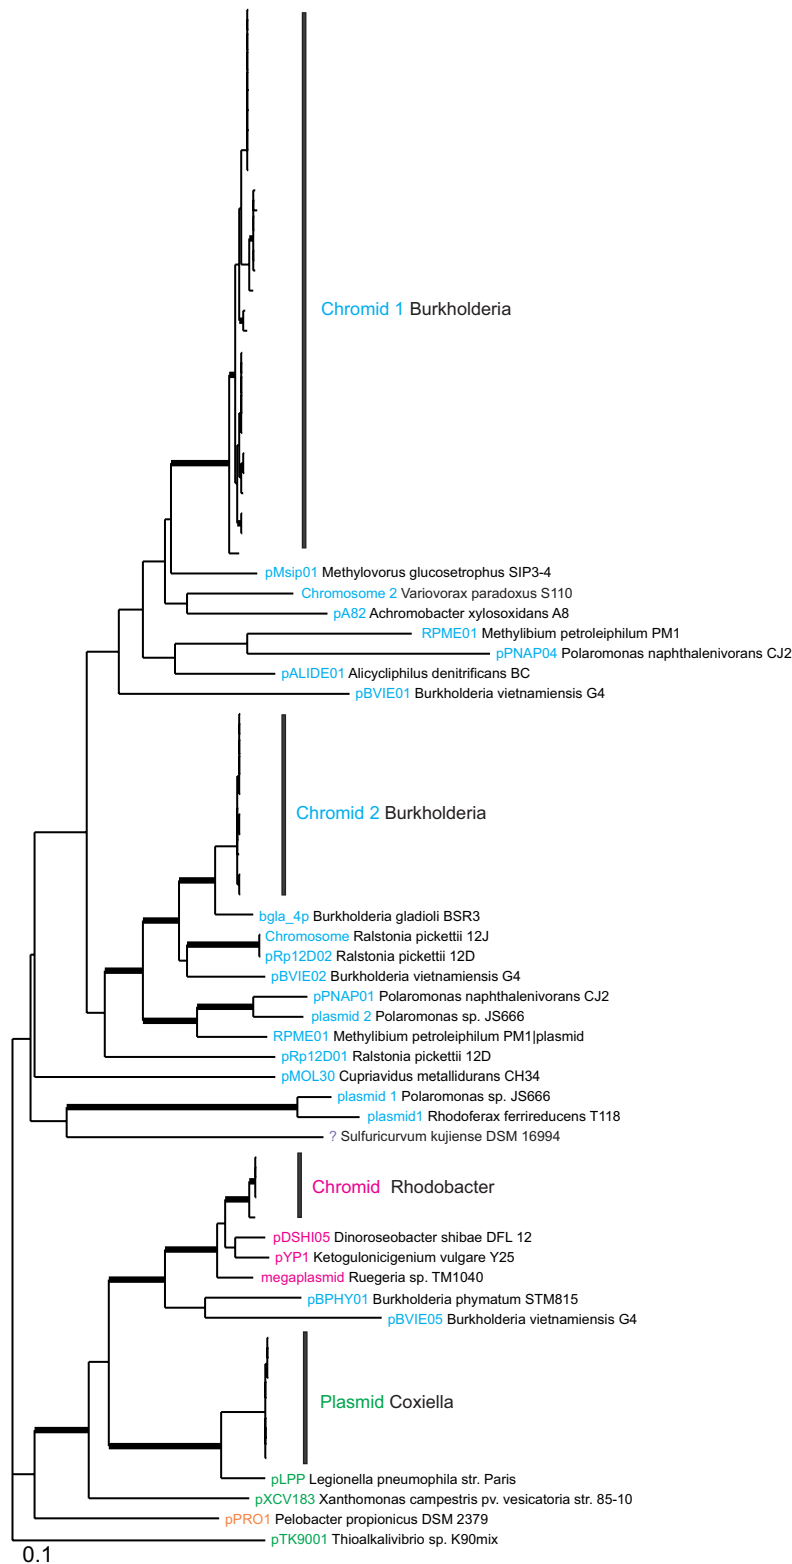 Chromid 1 Burkholderia
pMsip01 Methylovorus glucosetrophus SIP3-4
Chromosome 2 Variovorax paradoxus S110
pA82 Achromobacter xylosoxidans A8
RPME01 Methylibium petroleiphilum PM1
pPNAP04 Polaromonas naphthalenivorans CJ2
pALIDE01 Alicycliphilus denitrificans BC
pBVIE01 Burkholderia vietnamiensis G4
Chromid 2 Burkholderia
bgla_4p Burkholderia gladioli BSR3
Chromosome Ralstonia pickettii 12J
pRp12D02 Ralstonia pickettii 12D
pBVIE02 Burkholderia vietnamiensis G4
pPNAP01 Polaromonas naphthalenivorans CJ2
plasmid 2 Polaromonas sp. JS666
RPME01 Methylibium petroleiphilum PM1|plasmid
pRp12D01 Ralstonia pickettii 12D
pMOL30 Cupriavidus metallidurans CH34
plasmid 1 Polaromonas sp. JS666
plasmid1 Rhodoferax ferrireducens T118
? Sulfuricurvum kujiense DSM 16994
Chromid Rhodobacter
pDSHI05 Dinoroseobacter shibae DFL 12
pYP1 Ketogulonicigenium vulgare Y25
megaplasmid Ruegeria sp. TM1040
pBPHY01 Burkholderia phymatum STM815
pBVIE05 Burkholderia vietnamiensis G4
Plasmid Coxiella
pLPP Legionella pneumophila str. Paris
pXCV183 Xanthomonas campestris pv. vesicatoria str. 85-10
pPRO1 Pelobacter propionicus DSM 2379
pTK9001 Thioalkalivibrio sp. K90mix
0.1